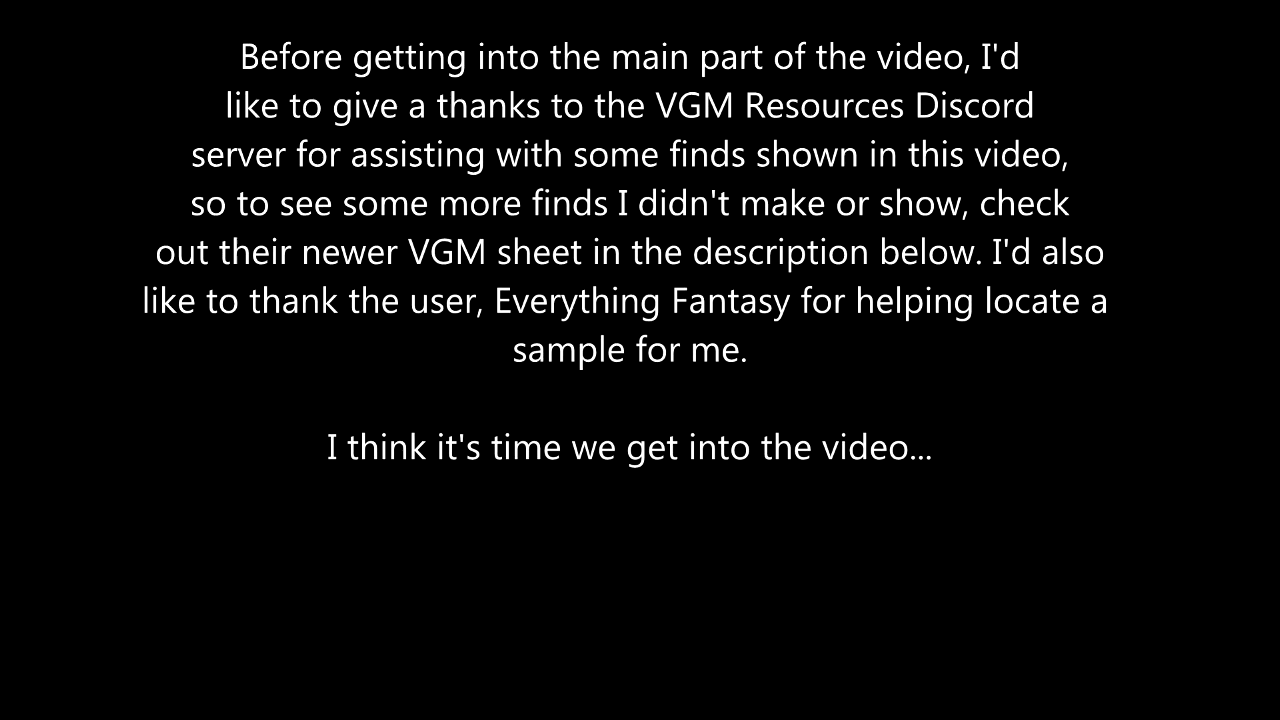 Before getting into the main part of the video, I'd
like to give a thanks to the VGM Resources Discord
server for assisting with some finds shown in this video,
so to see some more finds I didn't make or show, check
out their newer VGM sheet in the description below. I'd also
like to thank the user, Everything Fantasy for helping locate a
sample for me.
I think it's time we get into the video...